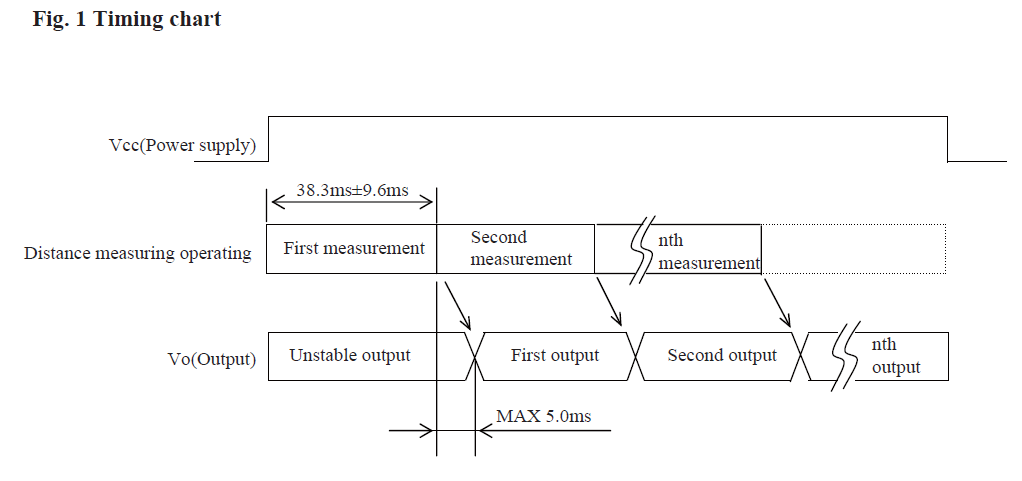 Fig. 1 Timing chart
Vcc(Power supply)
38.3ms±9.6ms
Distance measuring operating
First measurement
Second
measurement
nth
measurement
Vo(Output)
Unstable output
First output
Second output
nth
output
MAX 5.0ms